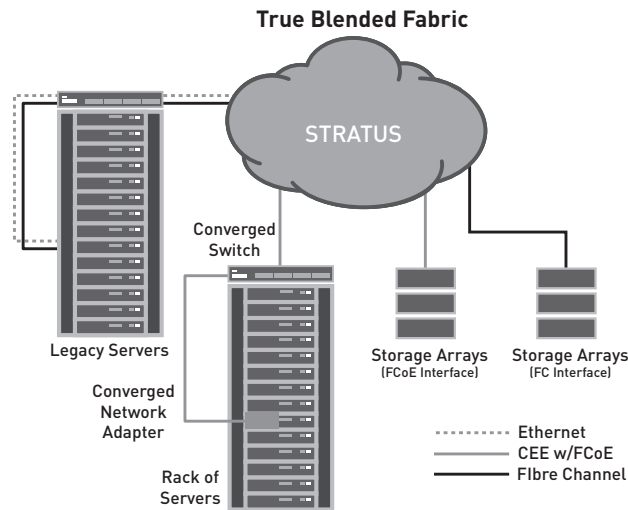 True Blended Fabric
STRATUS
Converged
Switch
Legacy Servers
Converged
Network
Adapter
Rack of
Servers
Storage Arrays
(FCoE Interface)
Storage Arrays
(FC Interface)
Ethernet
CEE w/FCoE
FIbre Channel